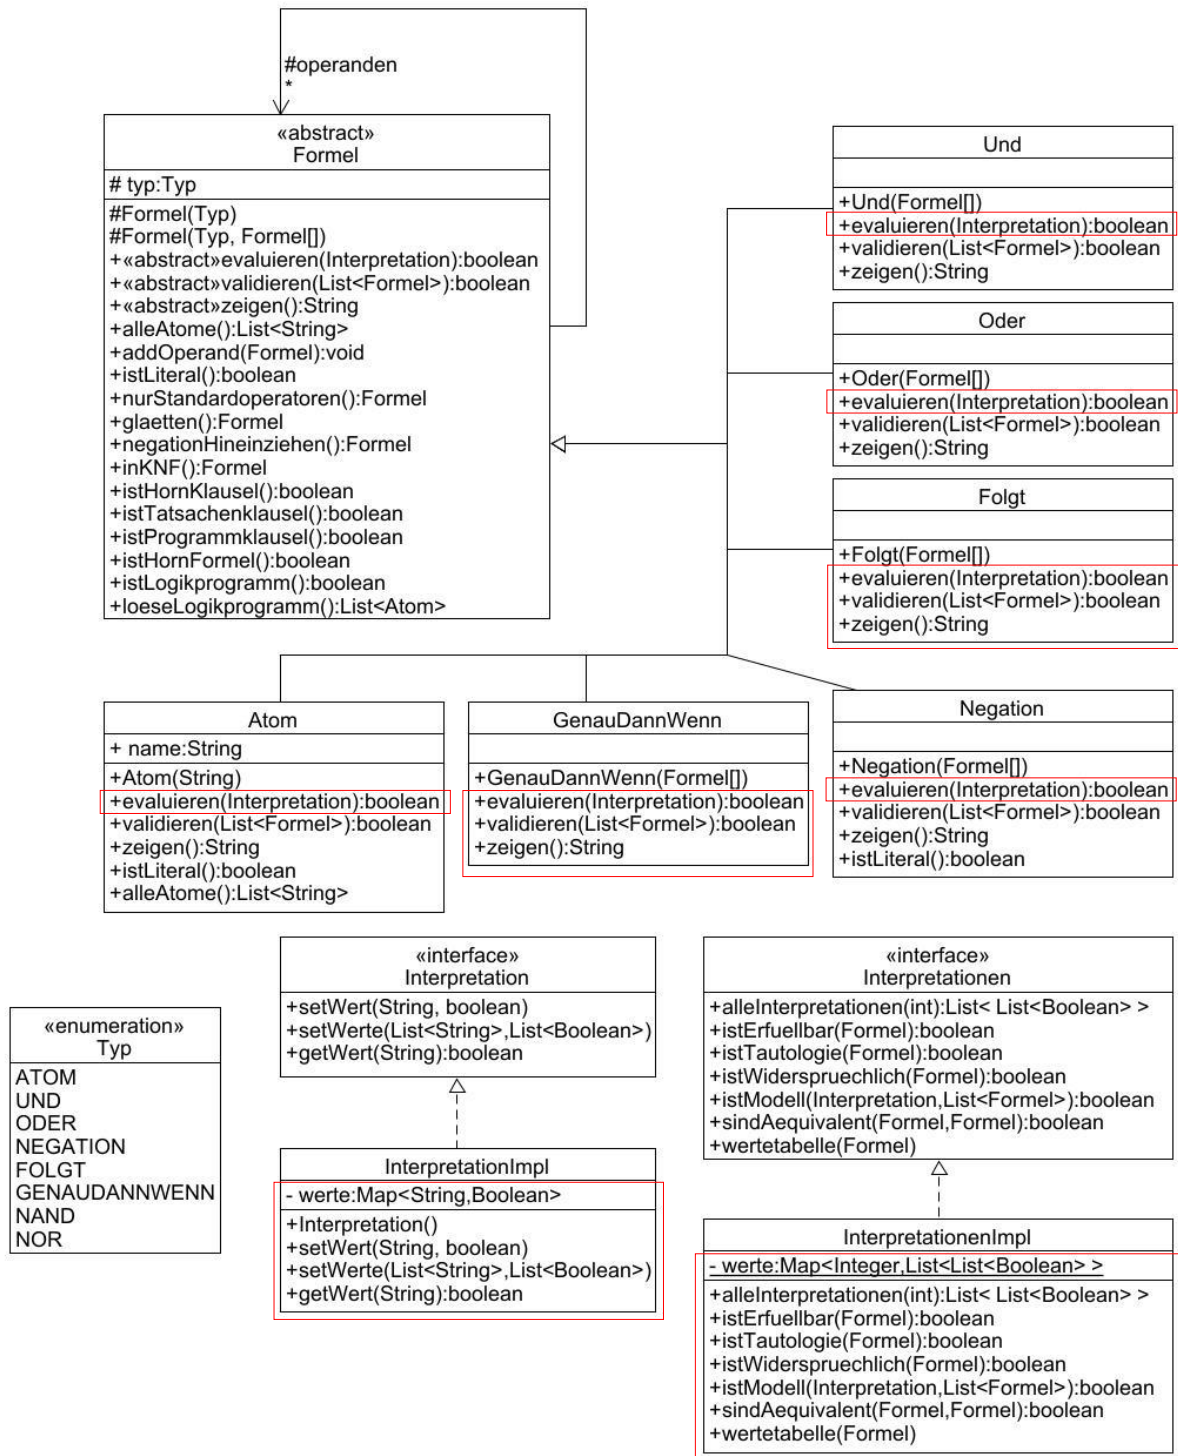 #operanden
*
«abstract»
Formel
# typ:Typ
#Formel(Typ)
#Formel(Typ, Formel[])
+«abstract»evaluieren(Interpretation):boolean
+«abstract»validieren(List<Formel>):boolean
+«abstract»zeigen():String
+alleAtome():List<String>
+addOperand(Formel):void
+istLiteral():boolean
+nurStandardoperatoren():Formel
+glaetten():Formel
+negationHineinziehen():Formel
+inKNF():Formel
+istHornKlausel():boolean
+istTatsachenklausel():boolean
+istProgrammklausel():boolean
+istHornFormel():boolean
+istLogikprogramm():boolean
+loeseLogikprogramm():List<Atom>
Und
+Und(Formel[])
+evaluieren(Interpretation):boolean
+validieren(List<Formel>):boolean
+zeigen():String
Oder
+Oder(Formel[])
+evaluieren(Interpretation):boolean
+validieren(List<Formel>):boolean
+zeigen():String
Folgt
+Folgt(Formel[])
+evaluieren(Interpretation):boolean
+validieren(List<Formel>):boolean
+zeigen():String
Atom
+ name:String
+Atom(String)
+evaluieren(Interpretation):boolean
+validieren(List<Formel>):boolean
+zeigen():String
+istLiteral():boolean
+alleAtome():List<String>
GenauDannWenn
+GenauDannWenn(Formel[])
+evaluieren(Interpretation):boolean
+validieren(List<Formel>):boolean
+zeigen():String
Negation
+Negation(Formel[])
+evaluieren(Interpretation):boolean
+validieren(List<Formel>):boolean
+zeigen():String
+istLiteral():boolean
«enumeration»
Typ
ATOM
UND
ODER
NEGATION
FOLGT
GENAUDANNWENN
NAND
NOR
«interface»
Interpretation
+setWert(String, boolean)
+setWerte(List<String>,List<Boolean>)
+getWert(String):boolean
InterpretationImpl
- werte:Map<String,Boolean>
+Interpretation()
+setWert(String, boolean)
+setWerte(List<String>,List<Boolean>)
+getWert(String):boolean
«interface»
Interpretationen
+alleInterpretationen(int):List< List<Boolean> >
+istErfuellbar(Formel):boolean
+istTautologie(Formel):boolean
+istWiderspruechlich(Formel):boolean
+istModell(Interpretation,List<Formel>):boolean
+sindAequivalent(Formel,Formel):boolean
+wertetabelle(Formel)
InterpretationenImpl
- werte:Map<Integer,List<List<Boolean> >
+alleInterpretationen(int):List< List<Boolean> >
+istErfuellbar(Formel):boolean
+istTautologie(Formel):boolean
+istWiderspruechlich(Formel):boolean
+istModell(Interpretation,List<Formel>):boolean
+sindAequivalent(Formel,Formel):boolean
+wertetabelle(Formel)